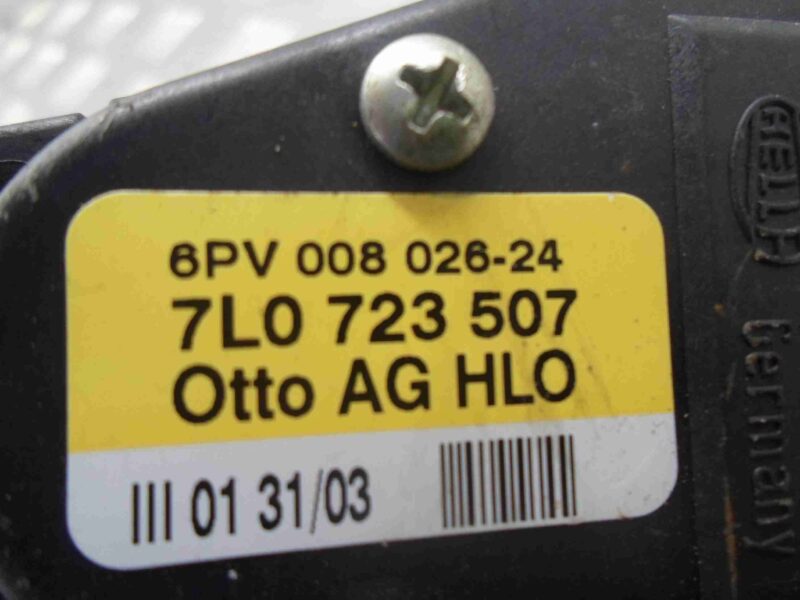 6PV 008 026-24
7L0 723 507
Otto AG HLO
III 01 31/03
HELLA
Germany